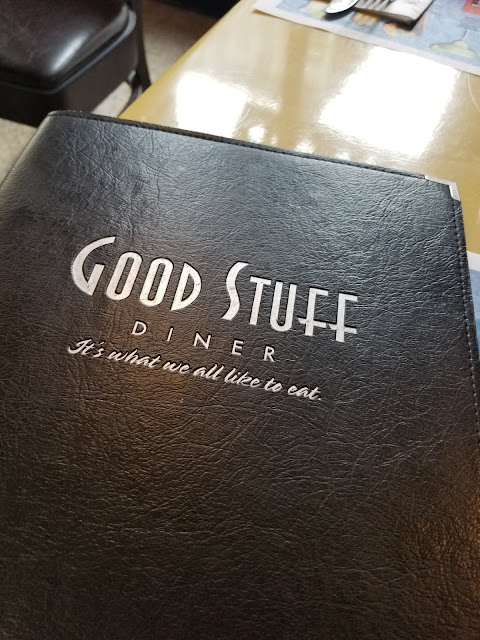 GOOD STUFF
DINER
It's what we all like to eat.